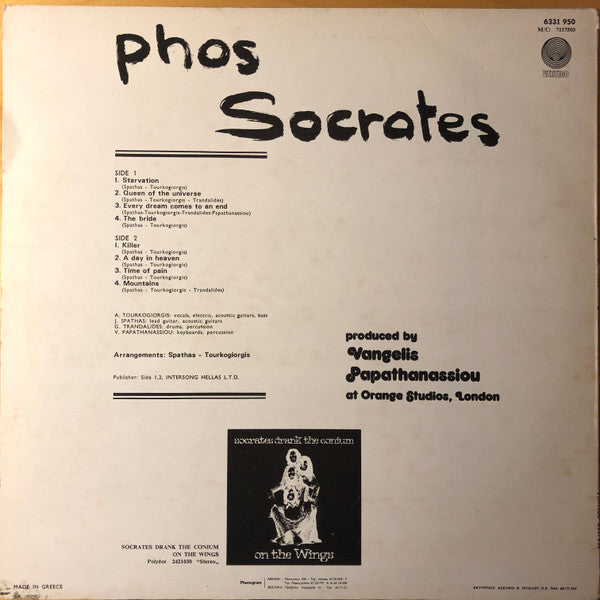 6331 950
MUC: 7117503
phos
Socrates
VERTIGO
SIDE 1
1. Starvation
(Spathas - Tourkogiorgis)
2. Queen of the universe
(Spathas - Tourkogiorgis - Trandalides)
3. Every dream comes to an end
(Spathas-Tourkogiorgis-Trandalides-Papathanassiou)
4. The bride
(Spathas - Tourkogiorgis)
SIDE 2
1. Killer
(Spathas - Tourkogiorgis)
2. A day in heaven
(Spathas - Tourkogiorgis)
3. Time of pain
(Spathas - Tourkogiorgis)
4. Mountains
(Spathas - Tourkogiorgis - Trandalides)
A. TOURKOGIORGIS: vocals, electric, acoustic guitars, bass
J. SPATHAS: lead guitar, acoustic guitars
G. TRANDALIDES: drums, percussion
V. PAPATHANASSIOU: keyboards, percussion
Arrangements: Spathas - Tourkogiorgis
Publisher: Side 1,2, INTERSONG HELLAS L.T.D.
produced by
Vangelis
Papathanassiou
at Orange Studios, London
socrates drank the conium
on the Wings
SOCRATES DRANK THE CONIUM
ON THE WINGS
Polydor 2421030 "Stereo„
MADE IN GREECE
Phonogram